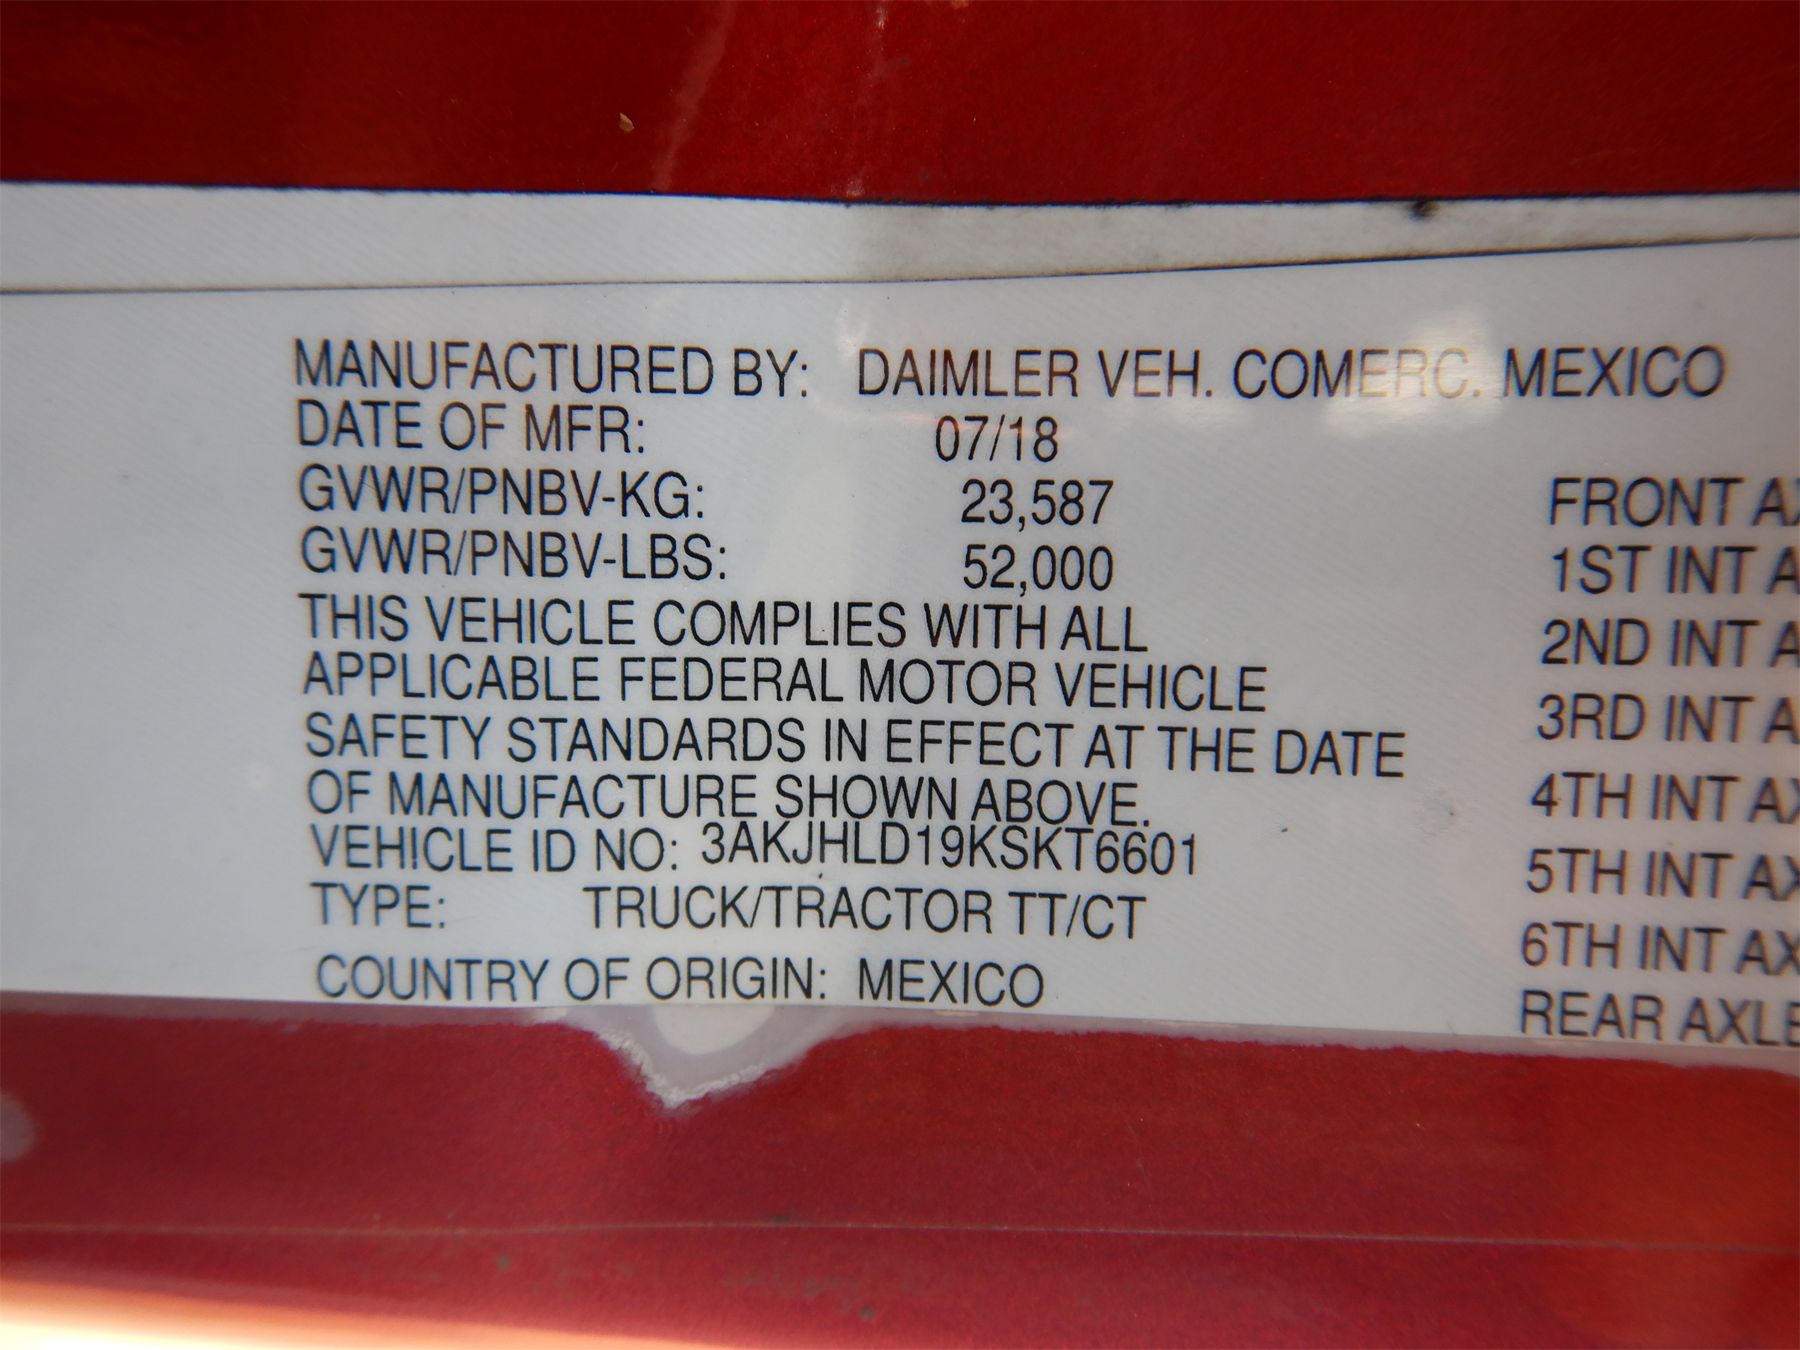 MANUFACTURED BY: DAIMLER VEH. COMERC. MEXICO
DATE OF MFR: 07/18
GVWR/PNBV-KG: 23,587
GVWR/PNBV-LBS: 52,000
THIS VEHICLE COMPLIES WITH ALL
APPLICABLE FEDERAL MOTOR VEHICLE
SAFETY STANDARDS IN EFFECT AT THE DATE
OF MANUFACTURE SHOWN ABOVE.
VEHICLE ID NO: 3AKJHLD19KSKT6601
TYPE: TRUCK/TRACTOR TT/CT
COUNTRY OF ORIGIN: MEXICO
FRONT
1ST INT
2ND INT
3RD INT
4TH INT
5TH INT
6TH INT
REAR AXLE